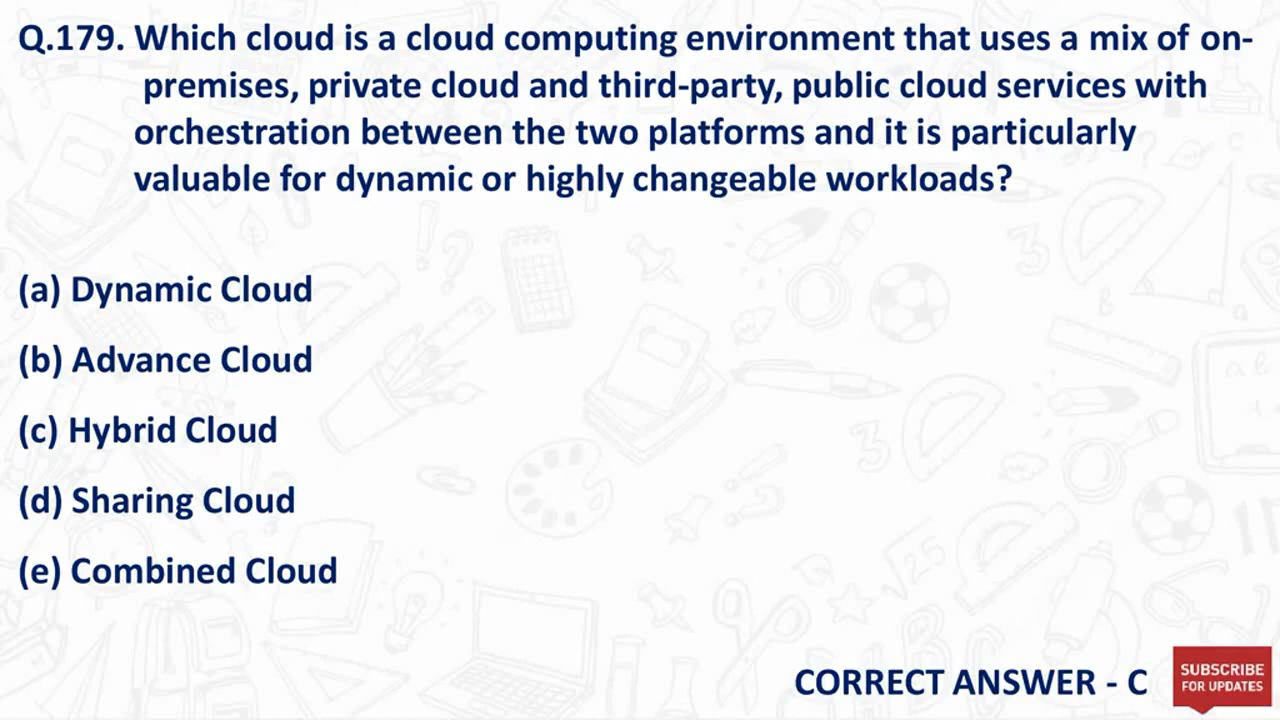 Q.179. Which cloud is a cloud computing environment that uses a mix of on-
premises, private cloud and third-party, public cloud services with
orchestration between the two platforms and it is particularly
valuable for dynamic or highly changeable workloads?
(a) Dynamic Cloud
(b) Advance Cloud
(c) Hybrid Cloud
(d) Sharing Cloud
(e) Combined Cloud
CORRECT ANSWER - C
SUBSCRIBE
FOR UPDATES